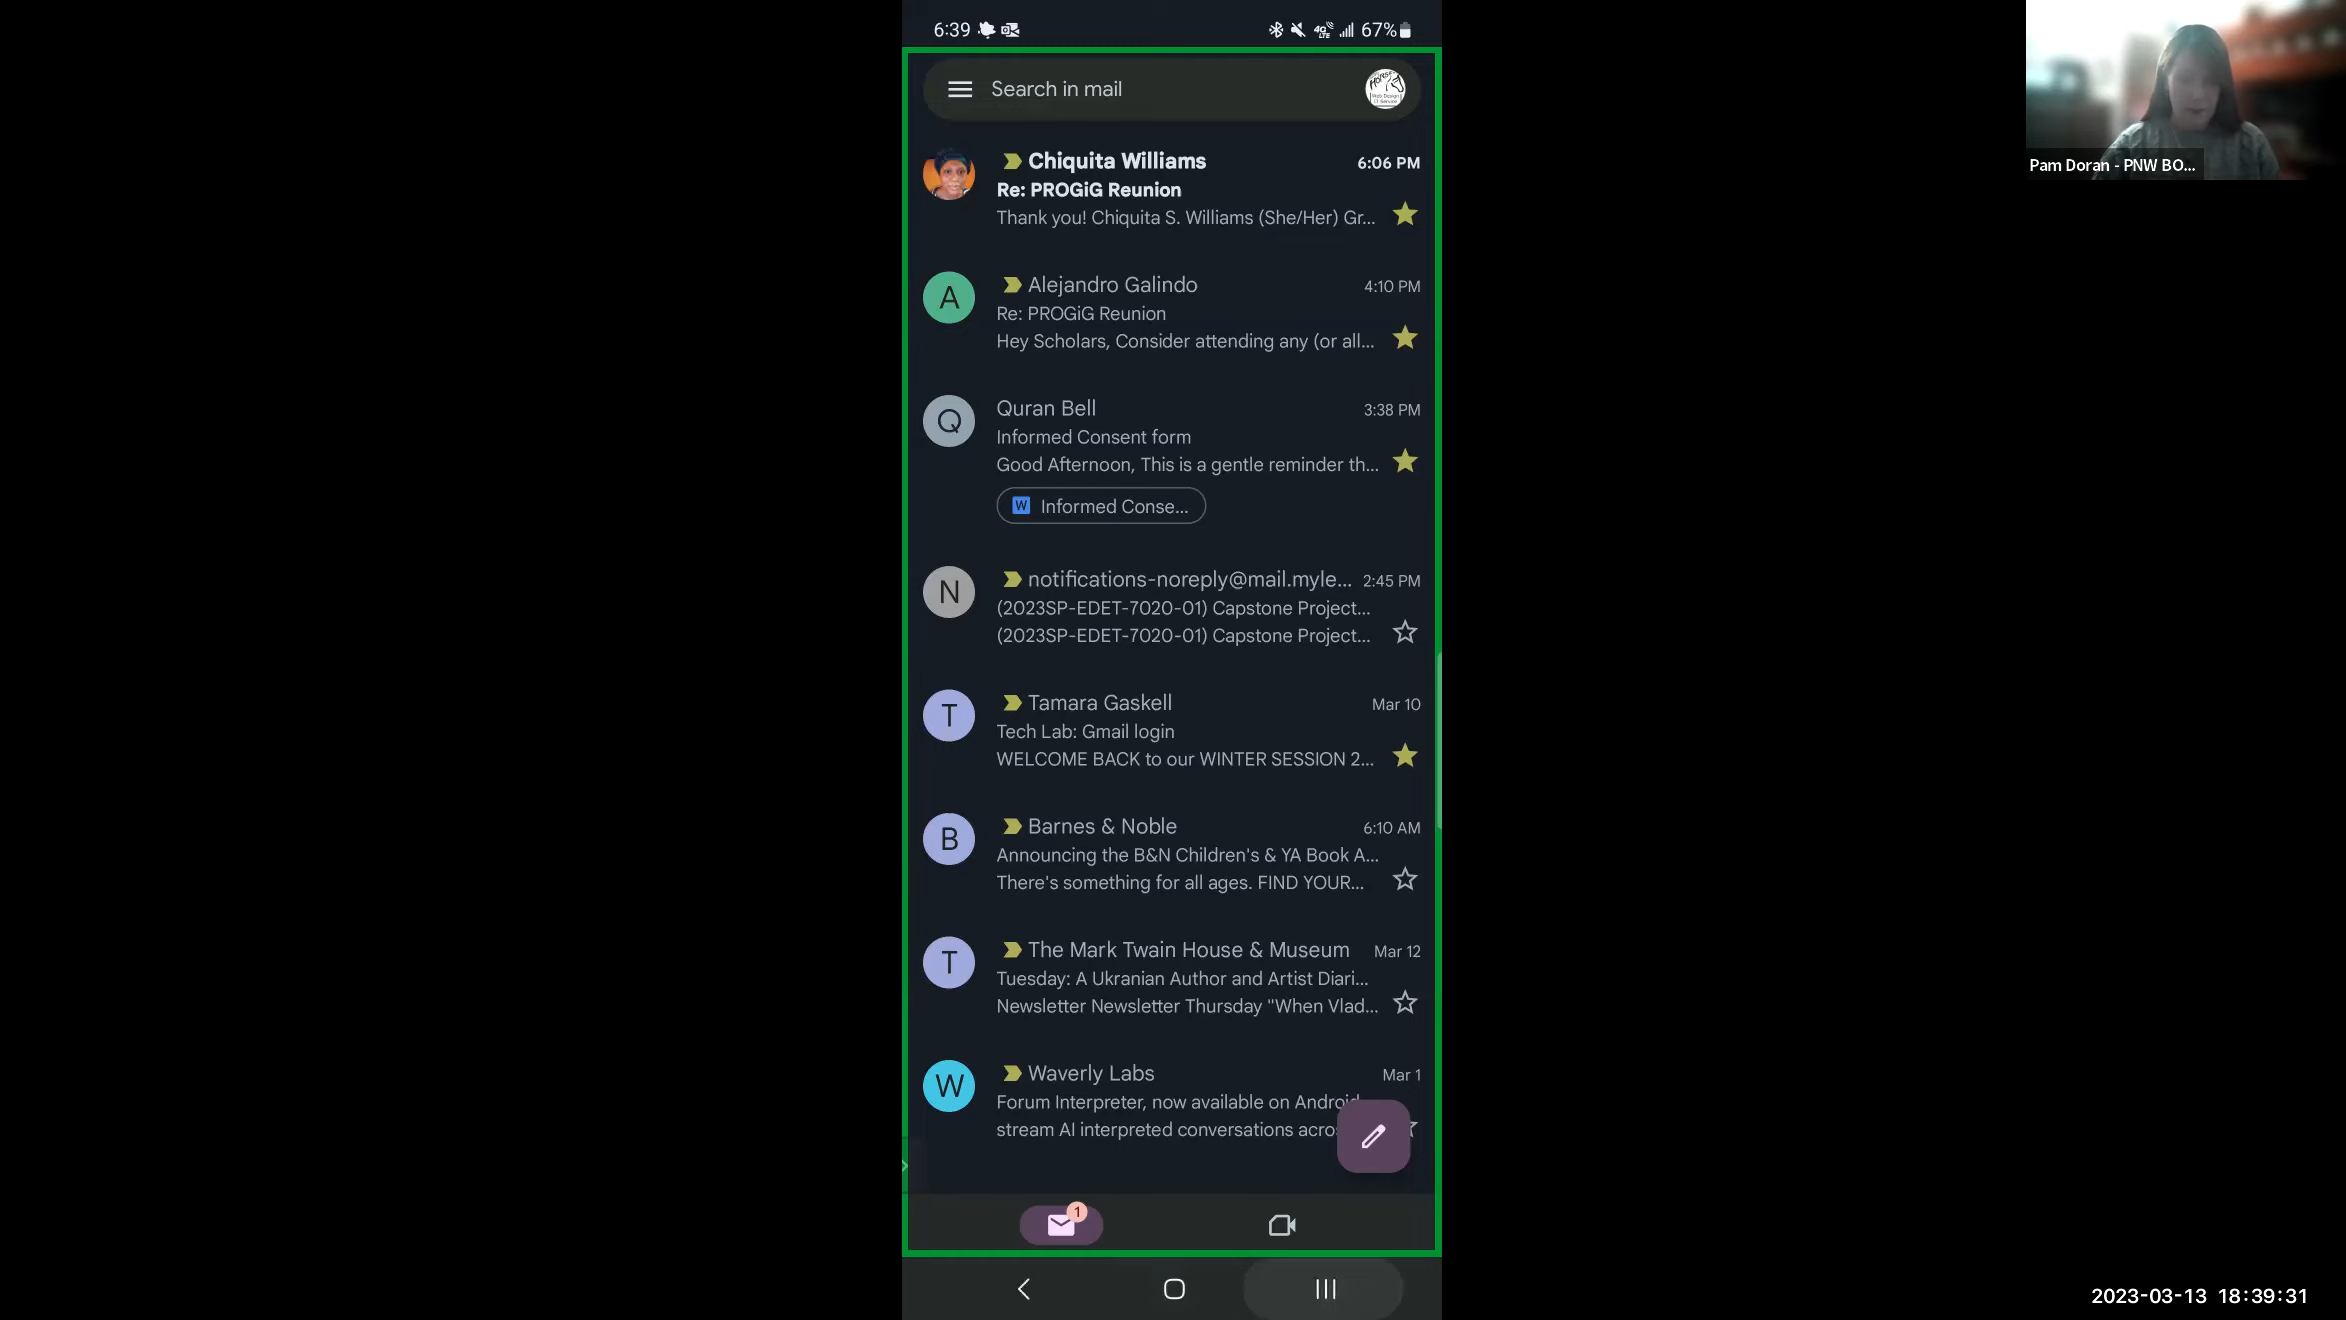 6:39 67%
Search in mail
Chiquita Williams 6:06 PM
Re: PROGiG Reunion
Thank you! Chiquita S. Williams (She/Her) Gr...
A Alejandro Galindo 4:10 PM
Re: PROGiG Reunion
Hey Scholars, Consider attending any (or all...
Q Quran Bell 3:38 PM
Informed Consent form
Good Afternoon, This is a gentle reminder th...
W Informed Conse...
N notifications-noreply@mail.myle... 2:45 PM
(2023SP-EDET-7020-01) Capstone Project...
(2023SP-EDET-7020-01) Capstone Project...
T Tamara Gaskell Mar 10
Tech Lab: Gmail login
WELCOME BACK to our WINTER SESSION 2...
B Barnes & Noble 6:10 AM
Announcing the B&N Children's & YA Book A...
There's something for all ages. FIND YOUR...
T The Mark Twain House & Museum Mar 12
Tuesday: A Ukranian Author and Artist Diari...
Newsletter Newsletter Thursday "When Vlad...
W Waverly Labs Mar 1
Forum Interpreter, now available on Android
stream AI interpreted conversations acro
1
Pam Doran - PNW BO...
2023-03-13 18:39:31